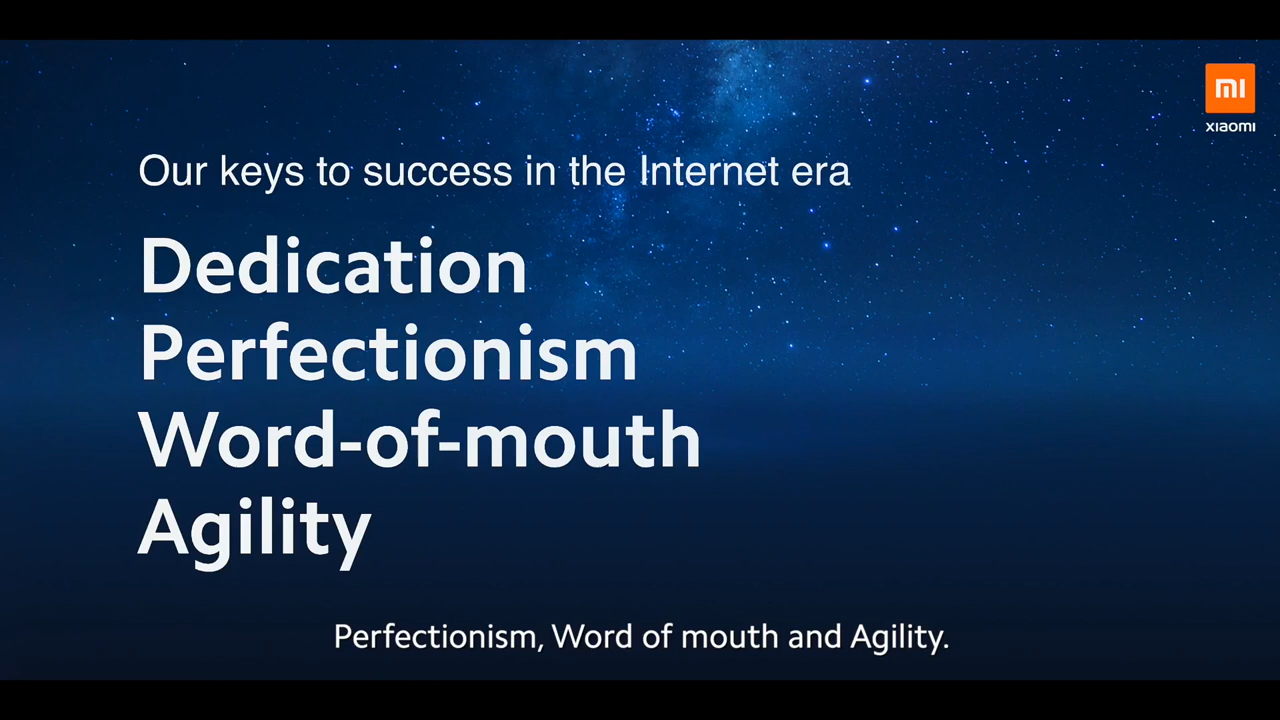 mi
xiaomi
Our keys to success in the Internet era
Dedication
Perfectionism
Word-of-mouth
Agility
Perfectionism, Word of mouth and Agility.